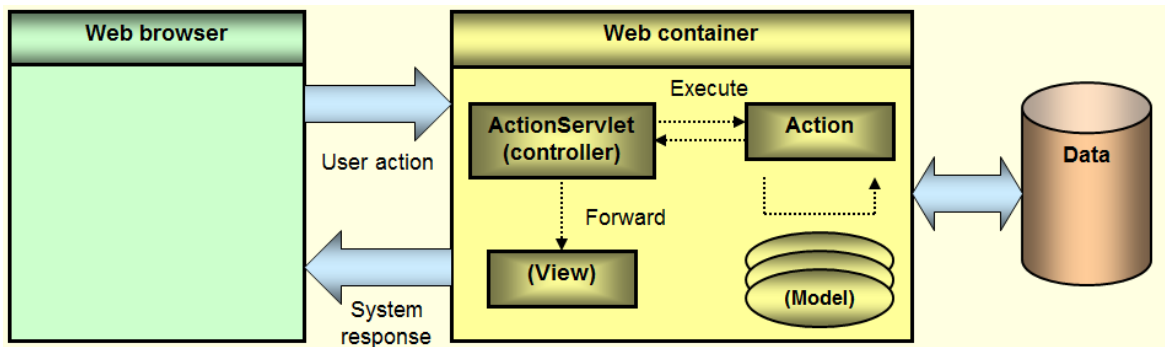 Web browser
Web container
User action
System
response
Execute
ActionServlet
(controller)
Action
Forward
(View)
(Model)
Data